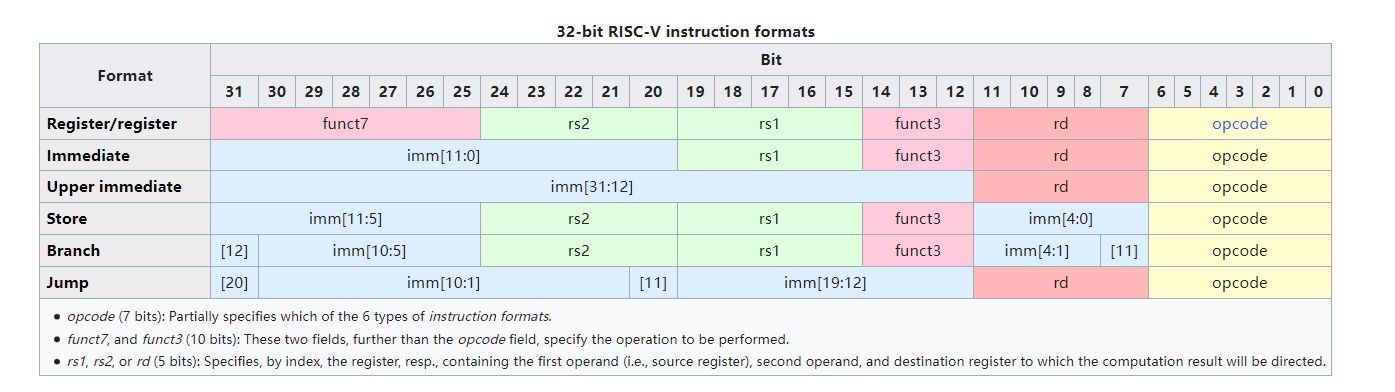 32-bit RISC-V instruction formats
Format Bit
31 30 29 28 27 26 25 24 23 22 21 20 19 18 17 16 15 14 13 12 11 10 9 8 7 6 5 4 3 2 1 0
Register/register funct7 rs2 rs1 funct3 rd opcode
Immediate imm[11:0] rs1 funct3 rd opcode
Upper immediate imm[31:12] rd opcode
Store imm[11:5] rs2 rs1 funct3 imm[4:0] opcode
Branch [12] imm[10:5] rs2 rs1 funct3 imm[4:1] [11] opcode
Jump [20] imm[10:1] [11] imm[19:12] rd opcode
• opcode (7 bits): Partially specifies which of the 6 types of instruction formats.
• funct7, and funct3 (10 bits): These two fields, further than the opcode field, specify the operation to be performed.
• rs1, rs2, or rd (5 bits): Specifies, by index, the register, resp., containing the first operand (i.e., source register), second operand, and destination register to which the computation result will be directed.